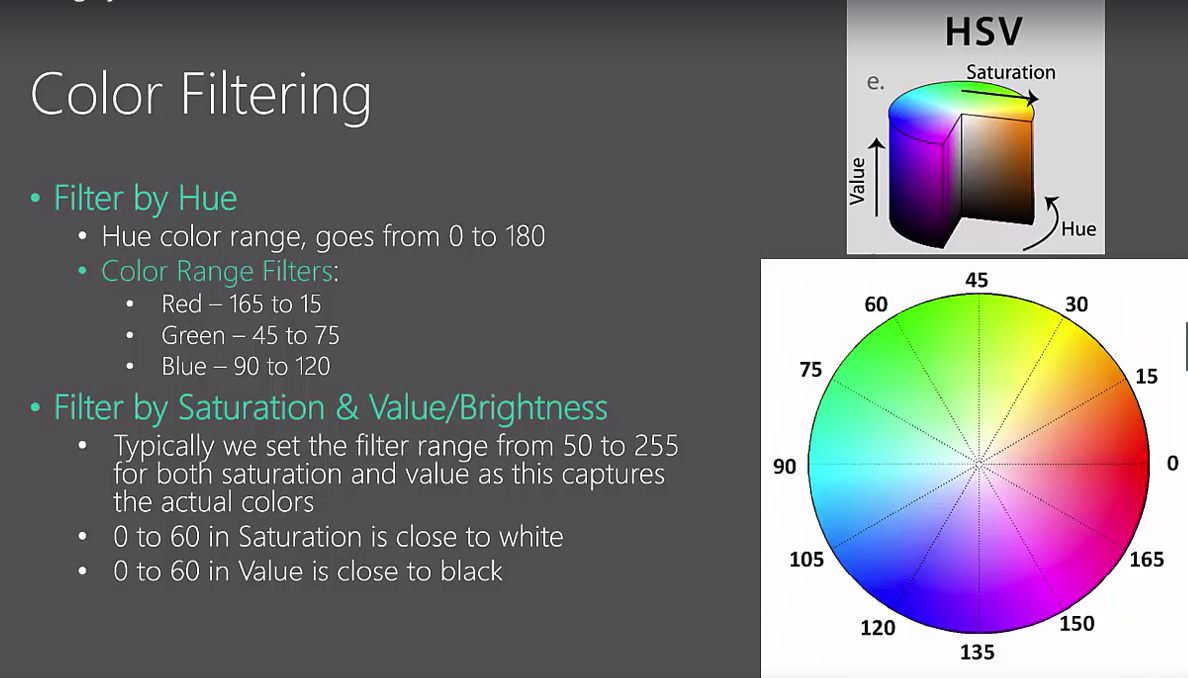 Color Filtering
• Filter by Hue
• Hue color range, goes from 0 to 180
• Color Range Filters:
• Red – 165 to 15
• Green – 45 to 75
• Blue – 90 to 120
• Filter by Saturation & Value/Brightness
• Typically we set the filter range from 50 to 255
for both saturation and value as this captures
the actual colors
• 0 to 60 in Saturation is close to white
• 0 to 60 in Value is close to black
HSV
e.
Saturation
Value
Hue
45
60
30
75
15
90
0
105
165
120
150
135